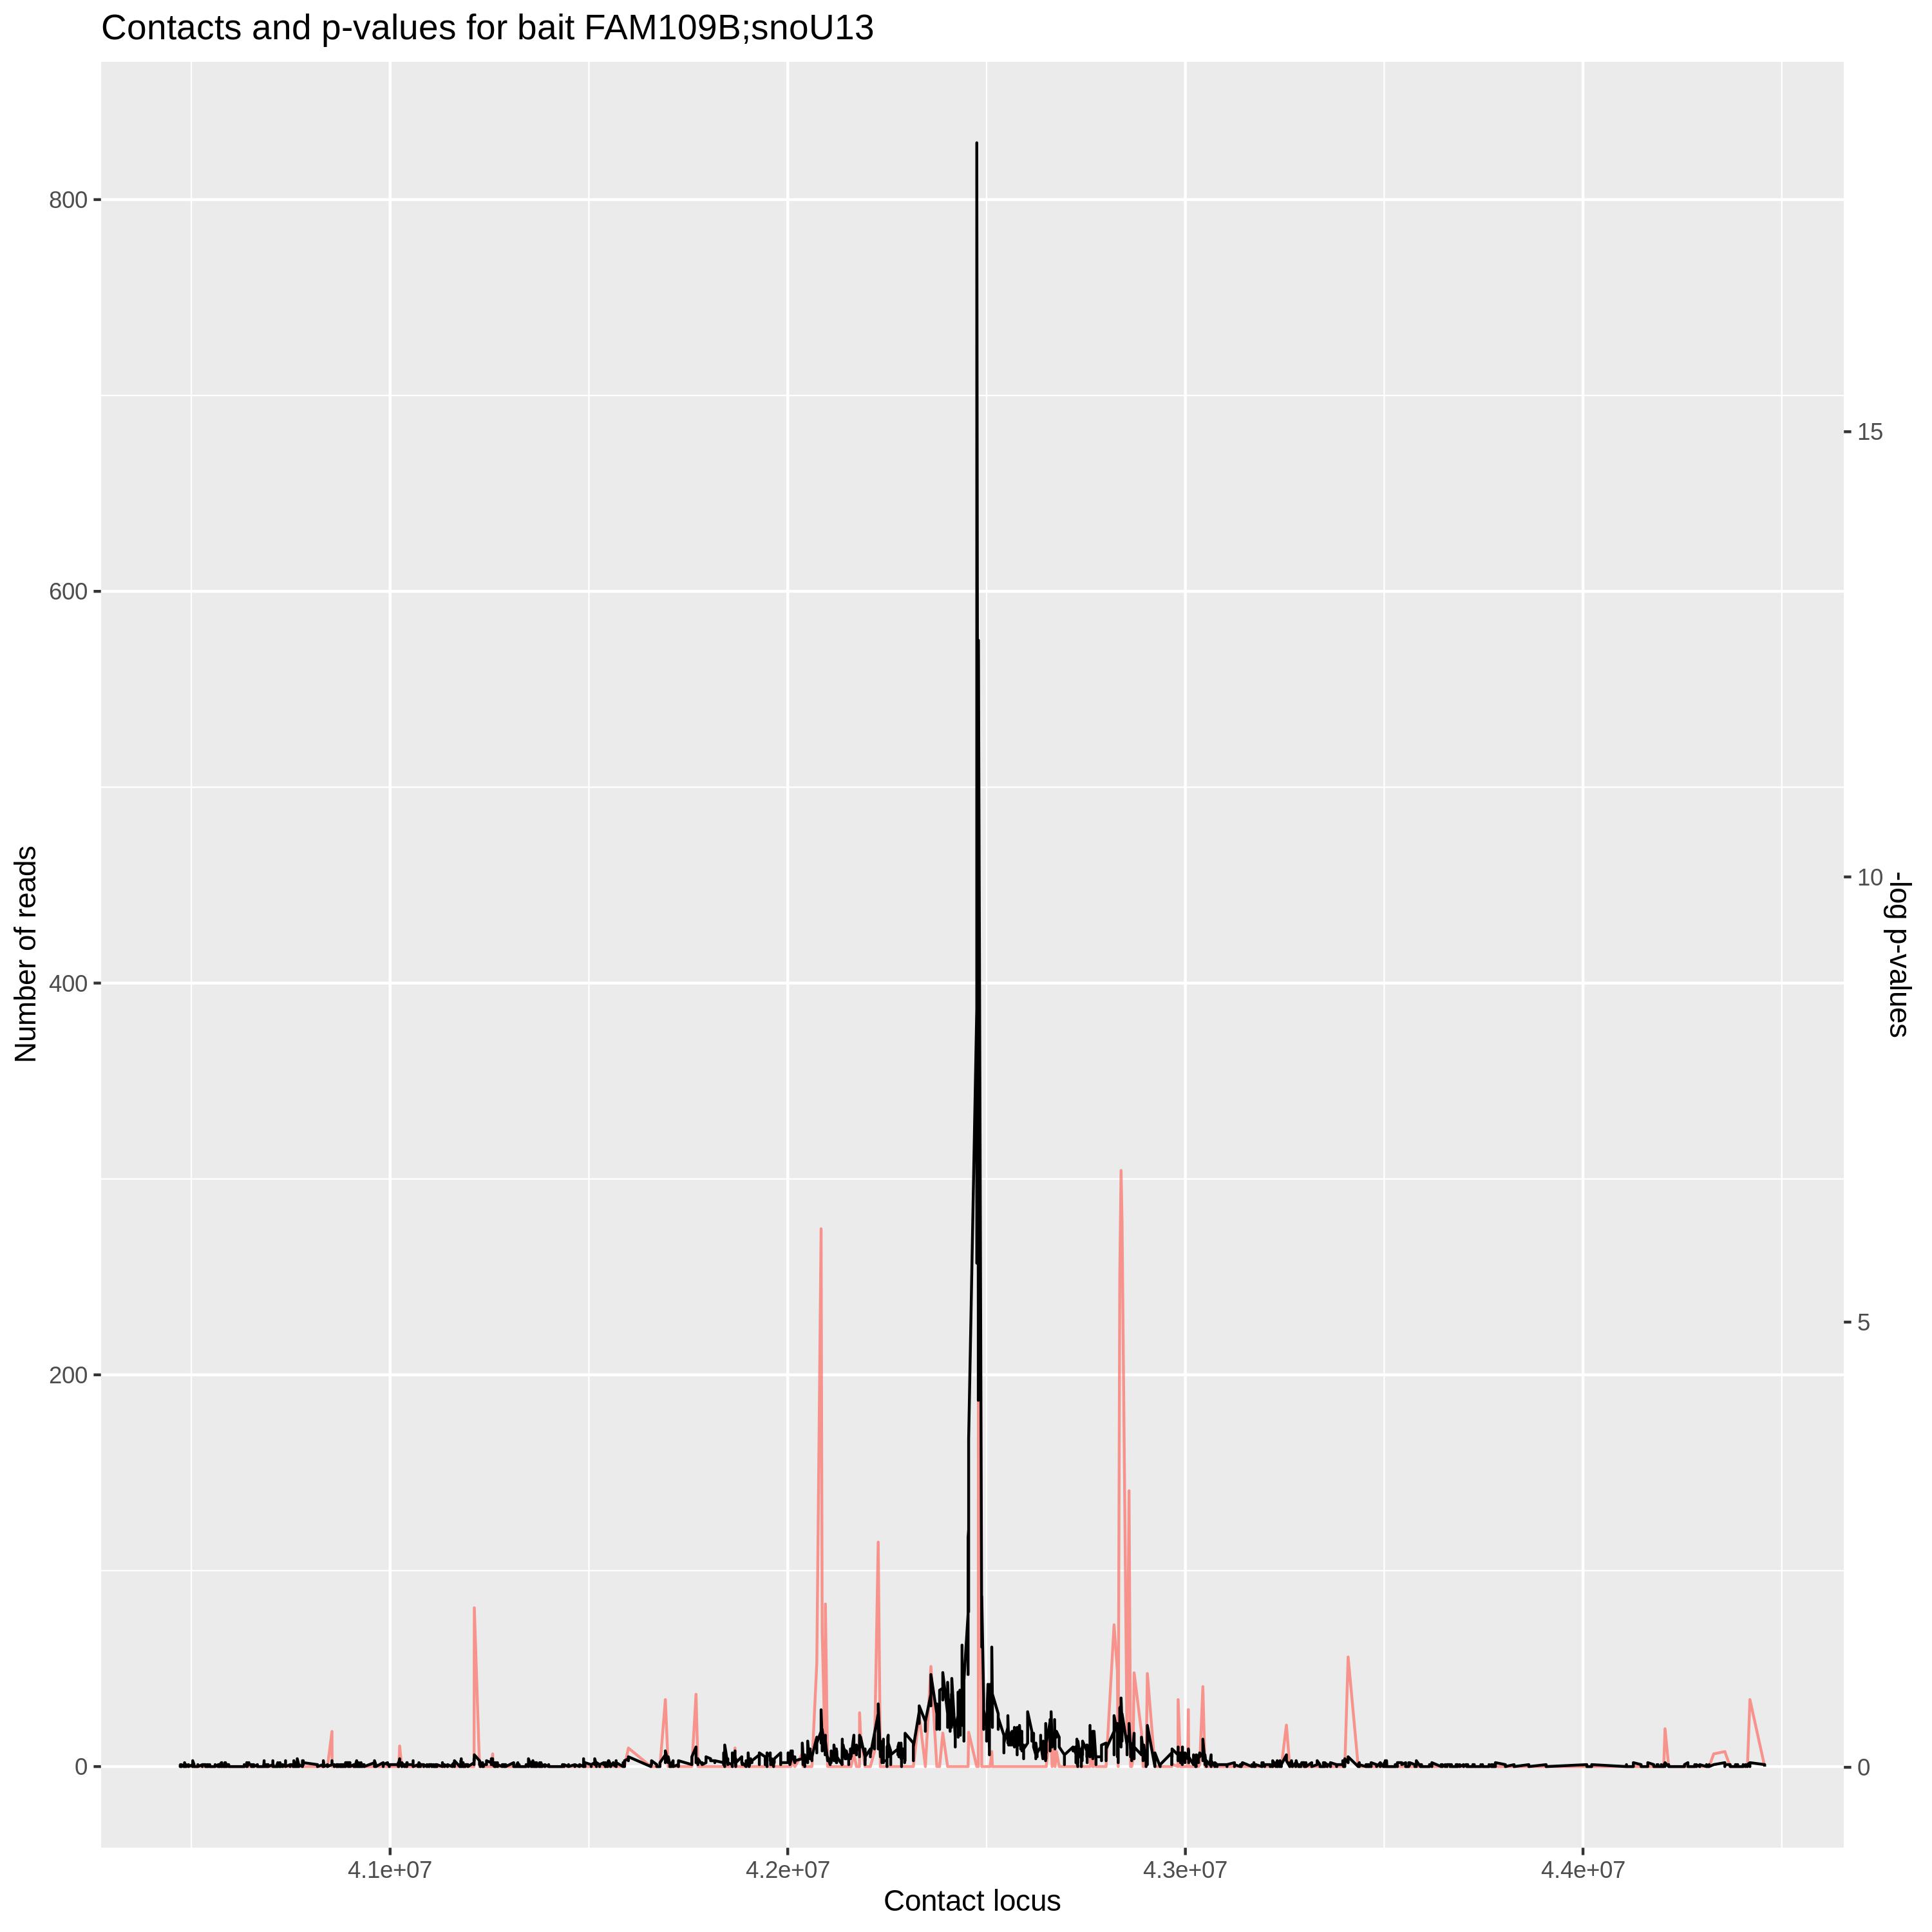 Contacts and p-values for bait FAM109B;snoU13
800
600
400
200
0
Number of reads
15
10
5
0
-log p-values
4.1e+07
4.2e+07
4.3e+07
4.4e+07
Contact locus